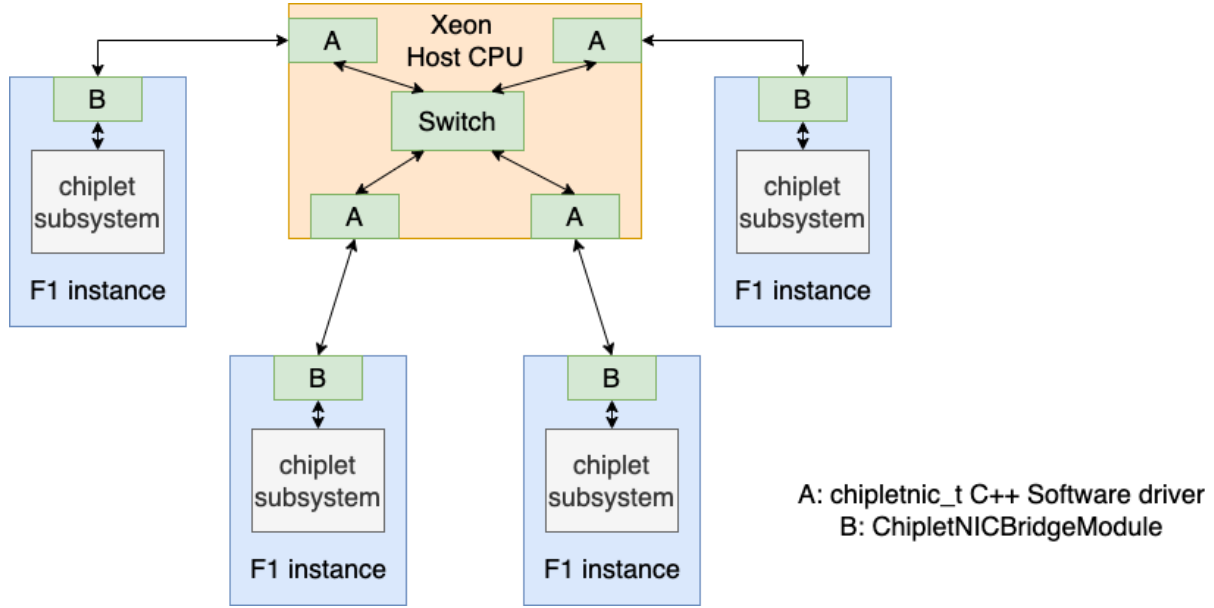 A
Xeon
Host CPU
A
B
Switch
B
chiplet
subsystem
A
A
chiplet
subsystem
F1 instance
F1 instance
B
B
chiplet
subsystem
chiplet
subsystem
A: chipletnic_t C++ Software driver
B: ChipletNICBridgeModule
F1 instance
F1 instance